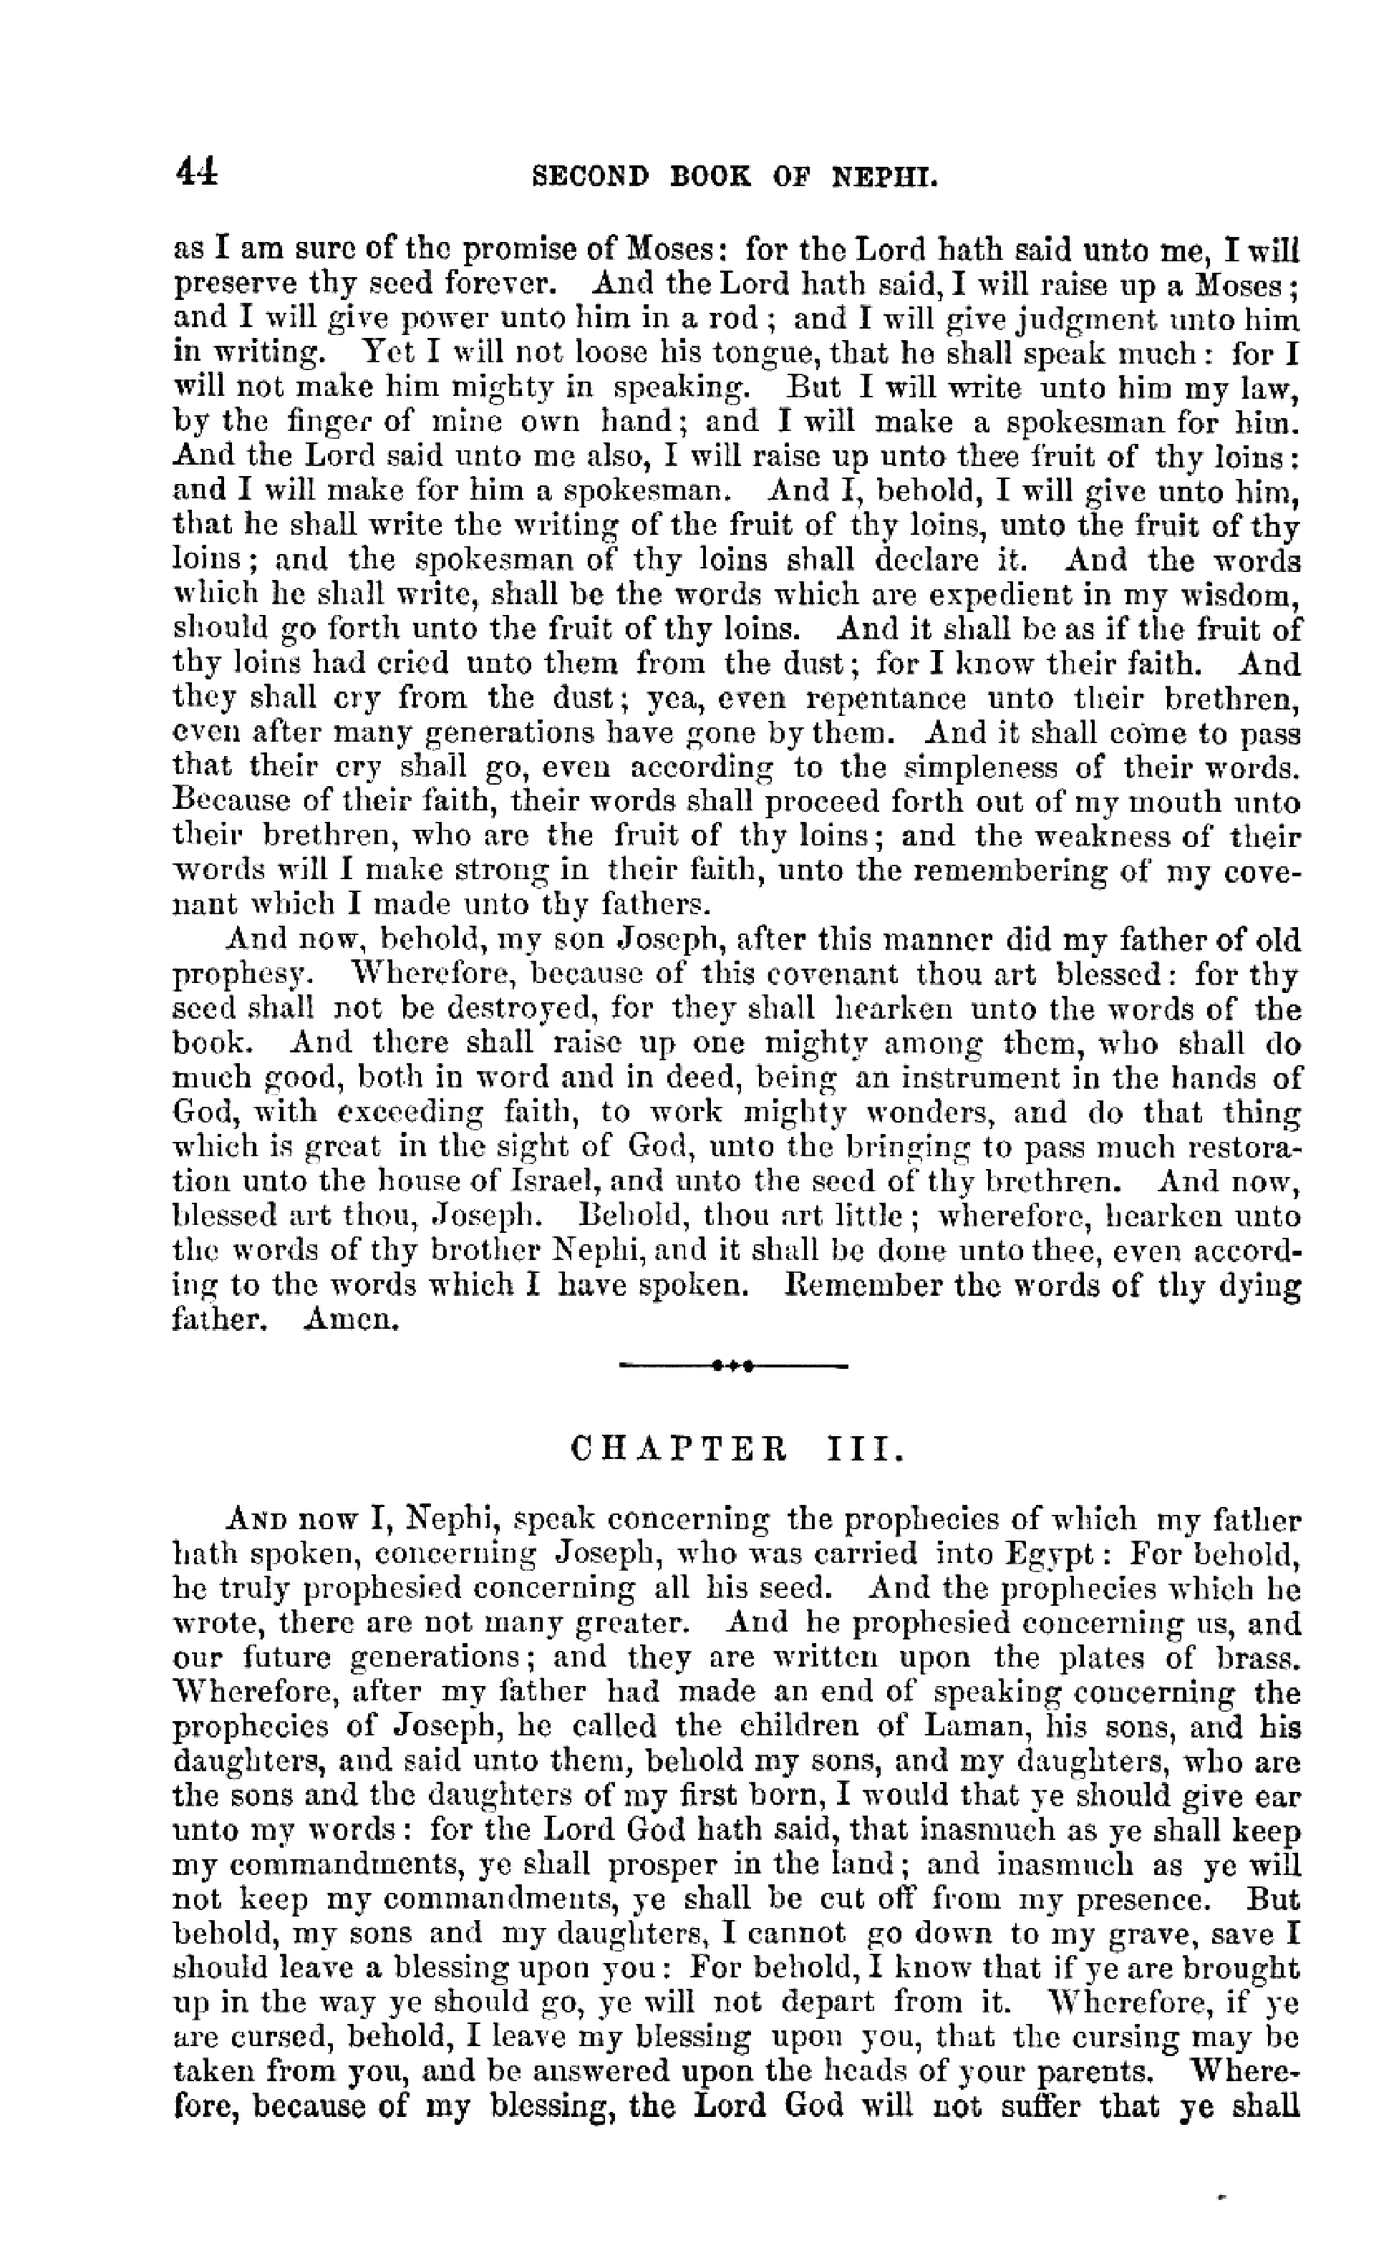 44 SECOND BOOK OF NEPHI.
as I am sure of the promise of Moses: for the Lord hath said unto me, I will
preserve thy seed forever. And the Lord hath said, I will raise up a Moses;
and I will give power unto him in a rod; and I will give judgment unto him
in writing. Yet I will not loose his tongue, that he shall speak much: for I
will not make him mighty in speaking. But I will write unto him my law,
by the finger of mine own hand; and I will make a spokesman for him.
And the Lord said unto me also, I will raise up unto thee fruit of thy loins:
and I will make for him a spokesman. And I, behold, I will give unto him,
that he shall write the writing of the fruit of thy loins, unto the fruit of thy
loins; and the spokesman of thy loins shall declare it. And the words
which he shall write, shall be the words which are expedient in my wisdom,
should go forth unto the fruit of thy loins. And it shall be as if the fruit of
thy loins had cried unto them from the dust; for I know their faith. And
they shall cry from the dust; yea, even repentance unto their brethren,
even after many generations have gone by them. And it shall come to pass
that their cry shall go, even according to the simpleness of their words.
Because of their faith, their words shall proceed forth out of my mouth unto
their brethren, who are the fruit of thy loins; and the weakness of their
words will I make strong in their faith, unto the remembering of my cove-
nant which I made unto thy fathers.
And now, behold, my son Joseph, after this manner did my father of old
prophesy. Wherefore, because of this covenant thou art blessed: for thy
seed shall not be destroyed, for they shall hearken unto the words of the
book. And there shall raise up one mighty among them, who shall do
much good, both in word and in deed, being an instrument in the hands of
God, with exceeding faith, to work mighty wonders, and do that thing
which is great in the sight of God, unto the bringing to pass much restora-
tion unto the house of Israel, and unto the seed of thy brethren. And now,
blessed art thou, Joseph. Behold, thou art little; wherefore, hearken unto
the words of thy brother Nephi, and it shall be done unto thee, even accord-
ing to the words which I have spoken. Remember the words of thy dying
father. Amen.
CHAPTER III.
AND now I, Nephi, speak concerning the prophecies of which my father
hath spoken, concerning Joseph, who was carried into Egypt: For behold,
he truly prophesied concerning all his seed. And the prophecies which he
wrote, there are not many greater. And he prophesied concerning us, and
our future generations; and they are written upon the plates of brass.
Wherefore, after my father had made an end of speaking concerning the
prophecies of Joseph, he called the children of Laman, his sons, and his
daughters, and said unto them, behold my sons, and my daughters, who are
the sons and the daughters of my first born, I would that ye should give ear
unto my words: for the Lord God hath said, that inasmuch as ye shall keep
my commandments, ye shall prosper in the land; and inasmuch as ye will
not keep my commandments, ye shall be cut off from my presence. But
behold, my sons and my daughters, I cannot go down to my grave, save I
should leave a blessing upon you: For behold, I know that if ye are brought
up in the way ye should go, ye will not depart from it. Wherefore, if ye
are cursed, behold, I leave my blessing upon you, that the cursing may be
taken from you, and be answered upon the heads of your parents. Where-
fore, because of my blessing, the Lord God will not suffer that ye shall